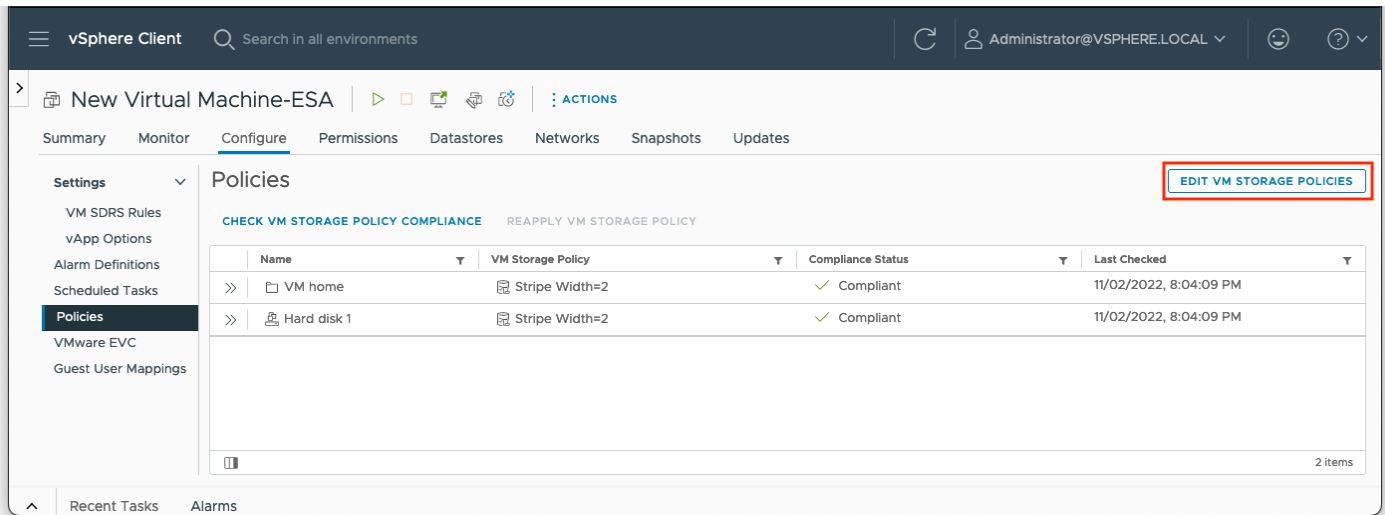 vSphere Client
Search in all environments
Administrator@VSPHERE.LOCAL
New Virtual Machine-ESA
ACTIONS
Summary Monitor Configure Permissions Datastores Networks Snapshots Updates
Settings
VM SDRS Rules
vApp Options
Alarm Definitions
Scheduled Tasks
Policies
VMware EVC
Guest User Mappings
Policies
EDIT VM STORAGE POLICIES
CHECK VM STORAGE POLICY COMPLIANCE REAPPLY VM STORAGE POLICY
Name VM Storage Policy Compliance Status Last Checked
VM home Stripe Width=2 Compliant 11/02/2022, 8:04:09 PM
Hard disk 1 Stripe Width=2 Compliant 11/02/2022, 8:04:09 PM
2 items
Recent Tasks Alarms